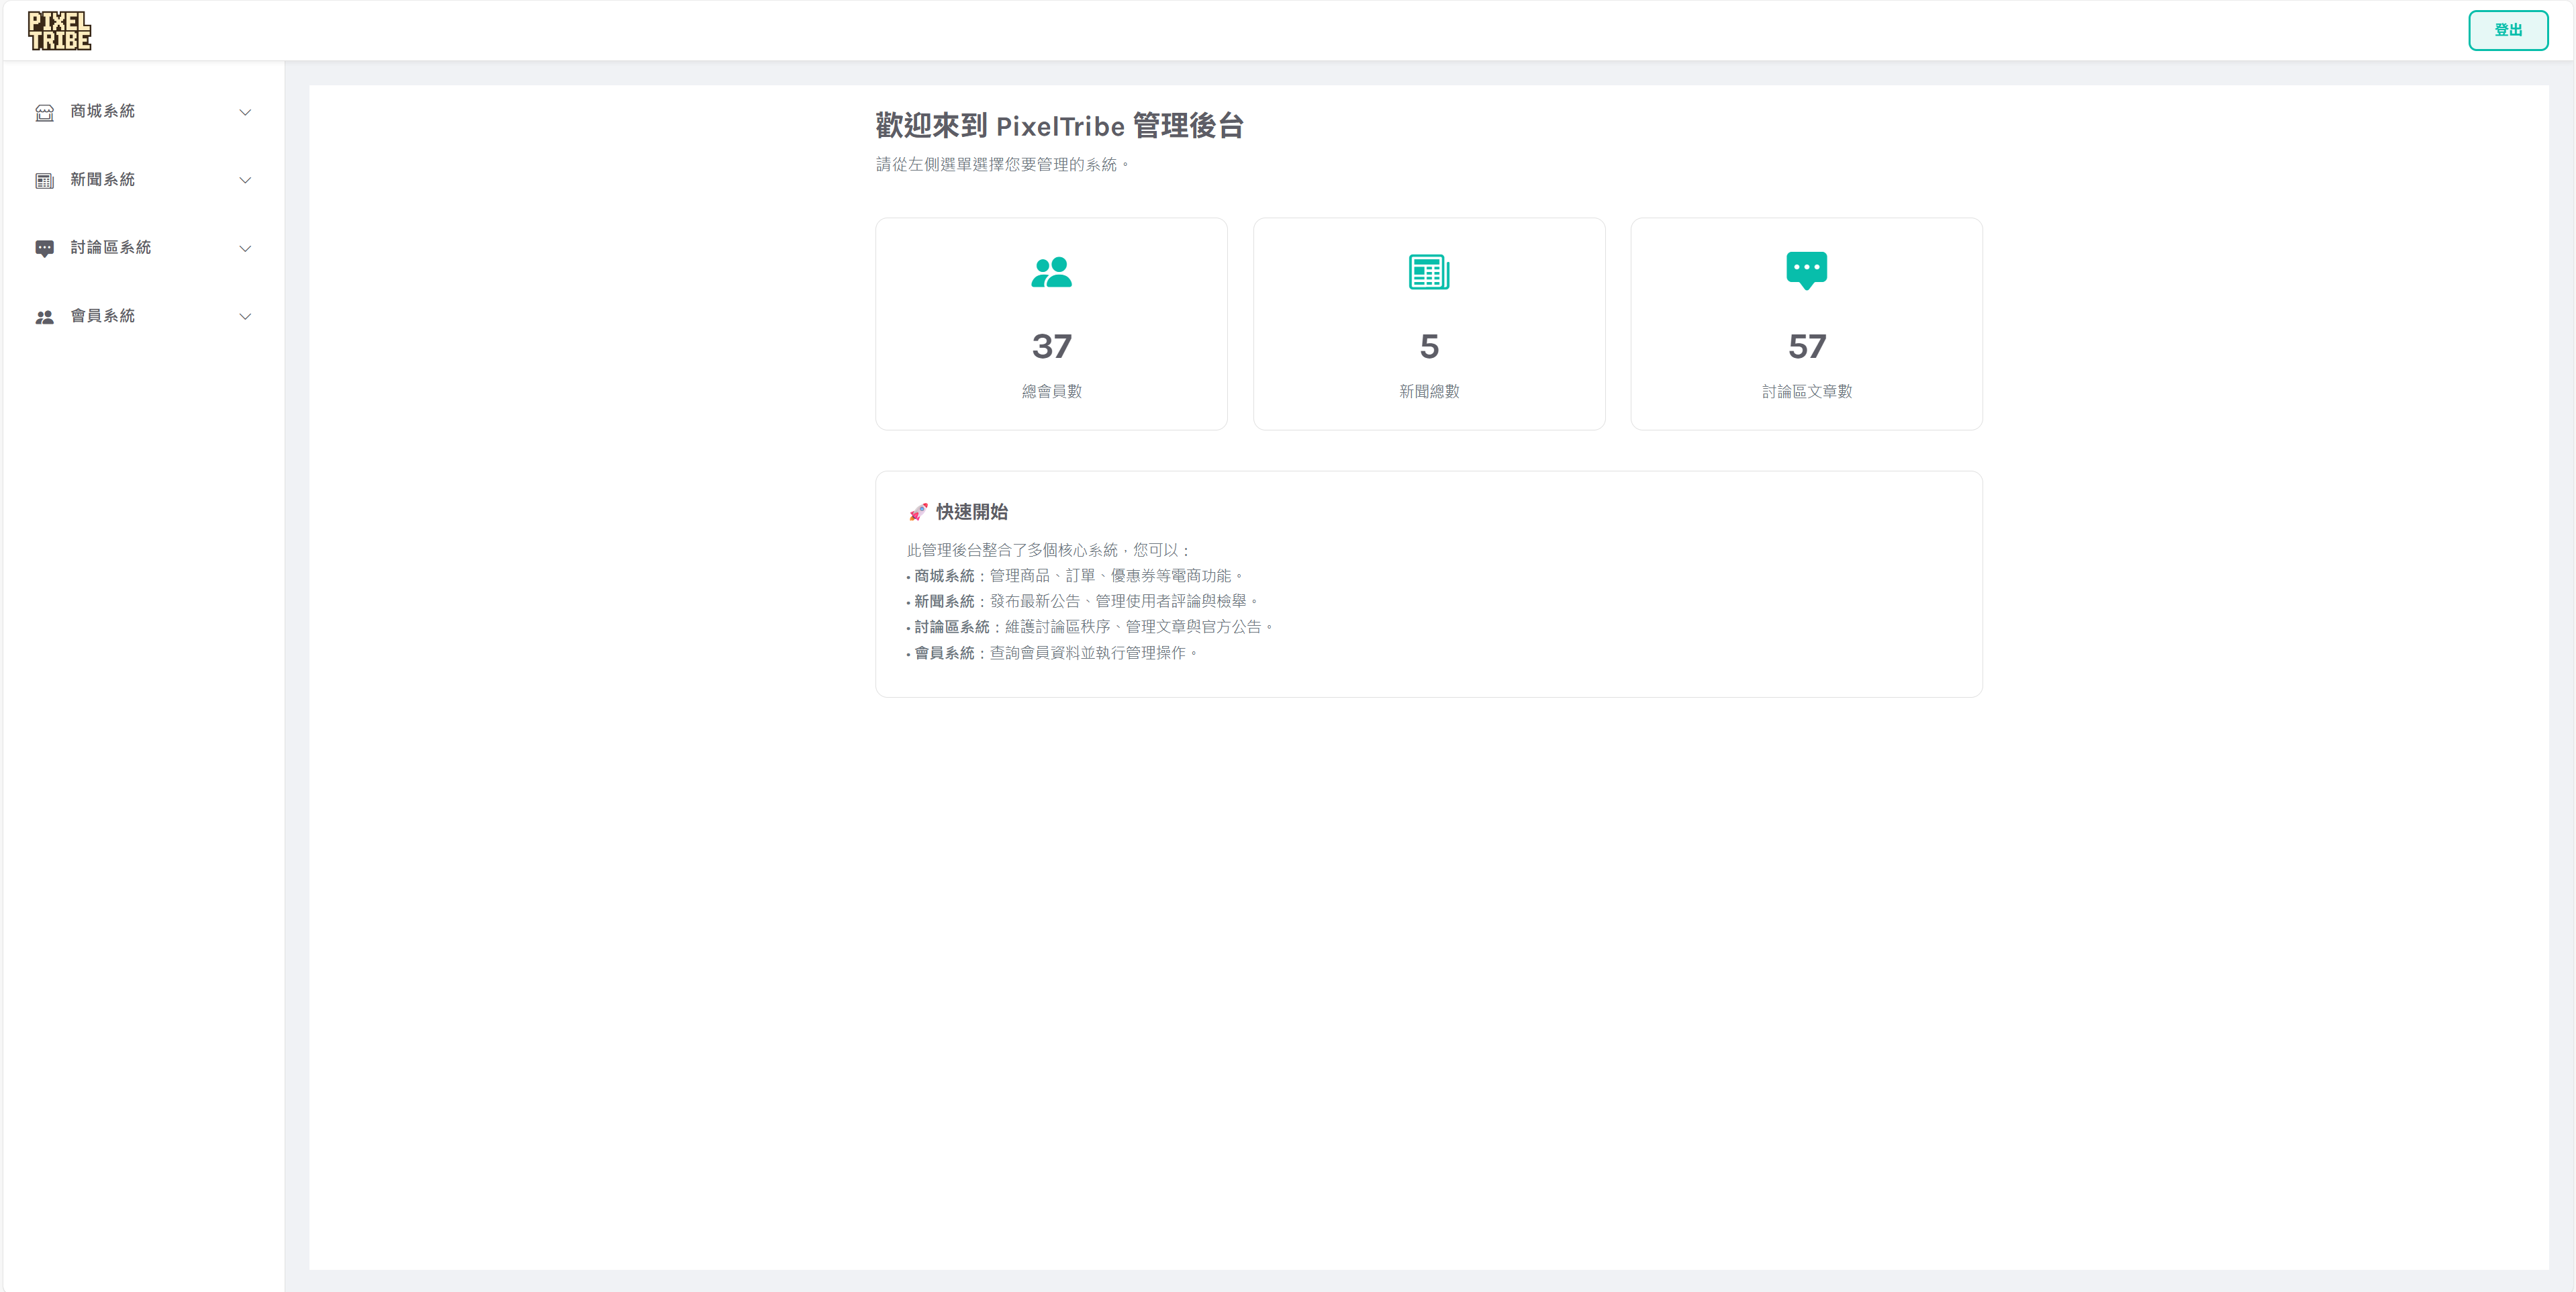 PIXEL
TRIBE
登出
商城系統
新聞系統
討論區系統
會員系統
歡迎來到 PixelTribe 管理後台
請從左側選單選擇您要管理的系統。
37
總會員數
5
新聞總數
57
討論區文章數
🚀 快速開始
此管理後台整合了多個核心系統，您可以：
• 商城系統：管理商品、訂單、優惠券等電商功能。
• 新聞系統：發布最新公告、管理使用者評論與檢舉。
• 討論區系統：維護討論區秩序、管理文章與官方公告。
• 會員系統：查詢會員資料並執行管理操作。